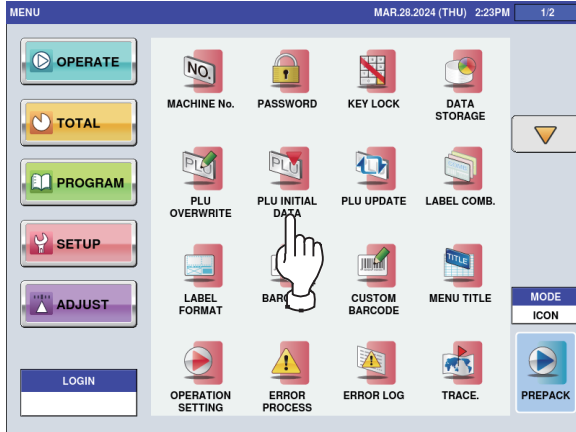 MENU
MAR.28.2024 (THU) 2:23PM
1/2
OPERATE
TOTAL
PROGRAM
SETUP
ADJUST
LOGIN
NO.
MACHINE No.
PASSWORD
KEY LOCK
DATA
STORAGE
PLU
PLU
OVERWRITE
PLU
PLU INITIAL
DATA
PLU UPDATE
LABEL COMB.
LABEL
FORMAT
CUSTOM
BARCODE
TITLE
MENU TITLE
OPERATION
SETTING
ERROR
PROCESS
ERROR LOG
TRACE.
MODE
ICON
PREPACK